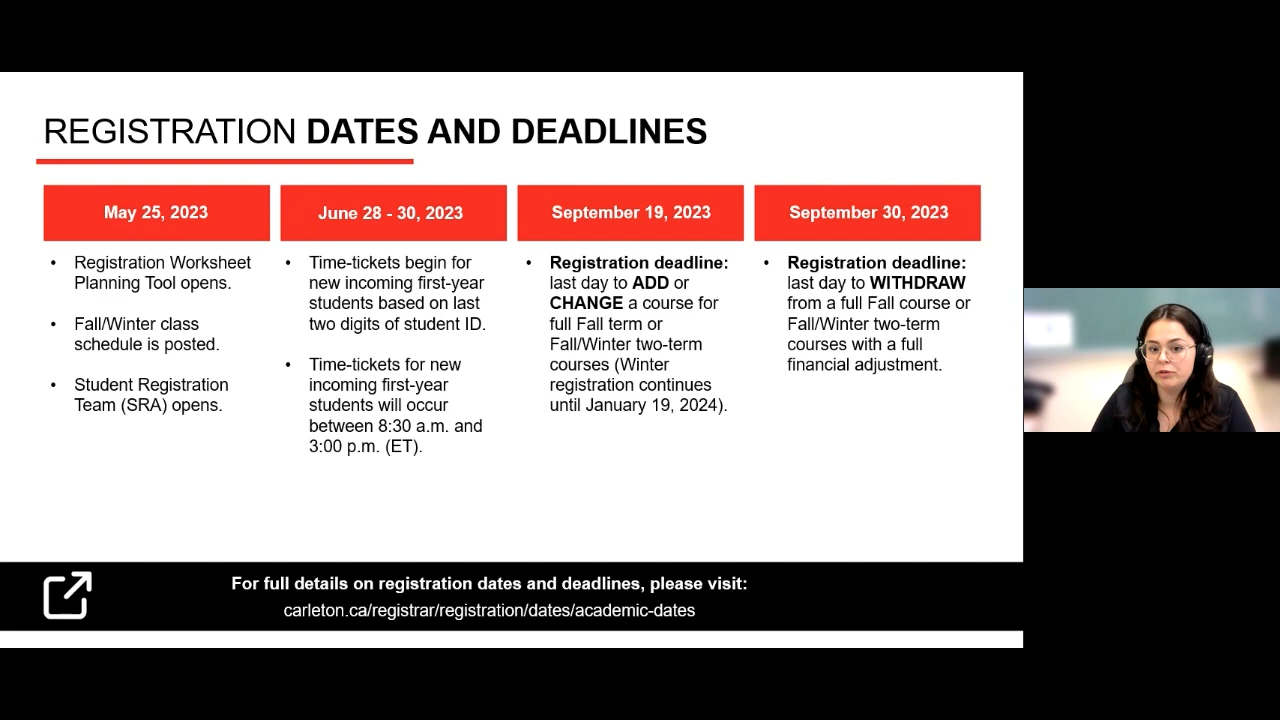 REGISTRATION DATES AND DEADLINES
May 25, 2023
• Registration Worksheet
Planning Tool opens.
• Fall/Winter class
schedule is posted.
• Student Registration
Team (SRA) opens.
June 28 - 30, 2023
• Time-tickets begin for
new incoming first-year
students based on last
two digits of student ID.
• Time-tickets for new
incoming first-year
students will occur
between 8:30 a.m. and
3:00 p.m. (ET).
September 19, 2023
• Registration deadline:
last day to ADD or
CHANGE a course for
full Fall term or
Fall/Winter two-term
courses (Winter
registration continues
until January 19, 2024).
September 30, 2023
• Registration deadline:
last day to WITHDRAW
from a full Fall course or
Fall/Winter two-term
courses with a full
financial adjustment.
For full details on registration dates and deadlines, please visit:
carleton.ca/registrar/registration/dates/academic-dates